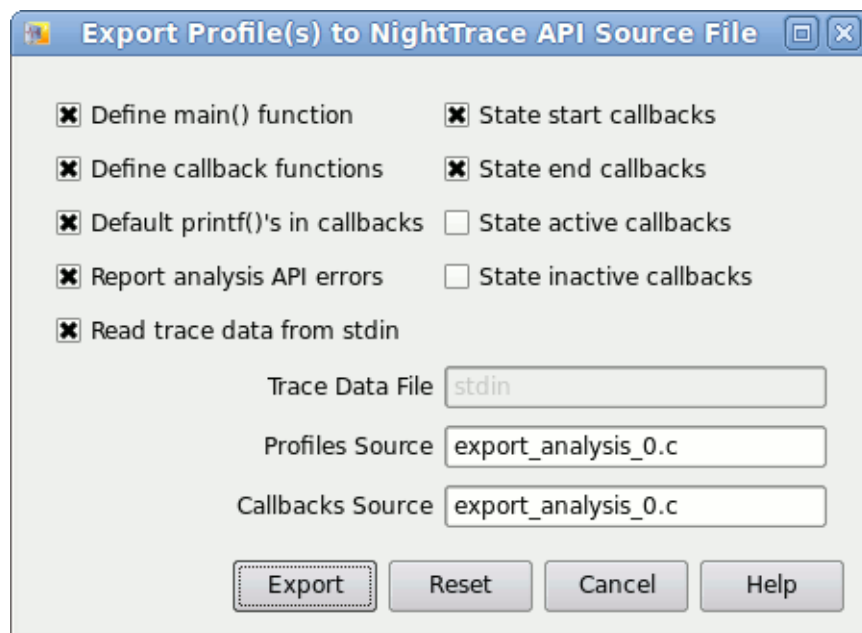 Export Profile(s) to NightTrace API Source File
Define main() function State start callbacks
Define callback functions State end callbacks
Default printf()'s in callbacks State active callbacks
Report analysis API errors State inactive callbacks
Read trace data from stdin
Trace Data File stdin
Profiles Source export_analysis_0.c
Callbacks Source export_analysis_0.c
Export Reset Cancel Help